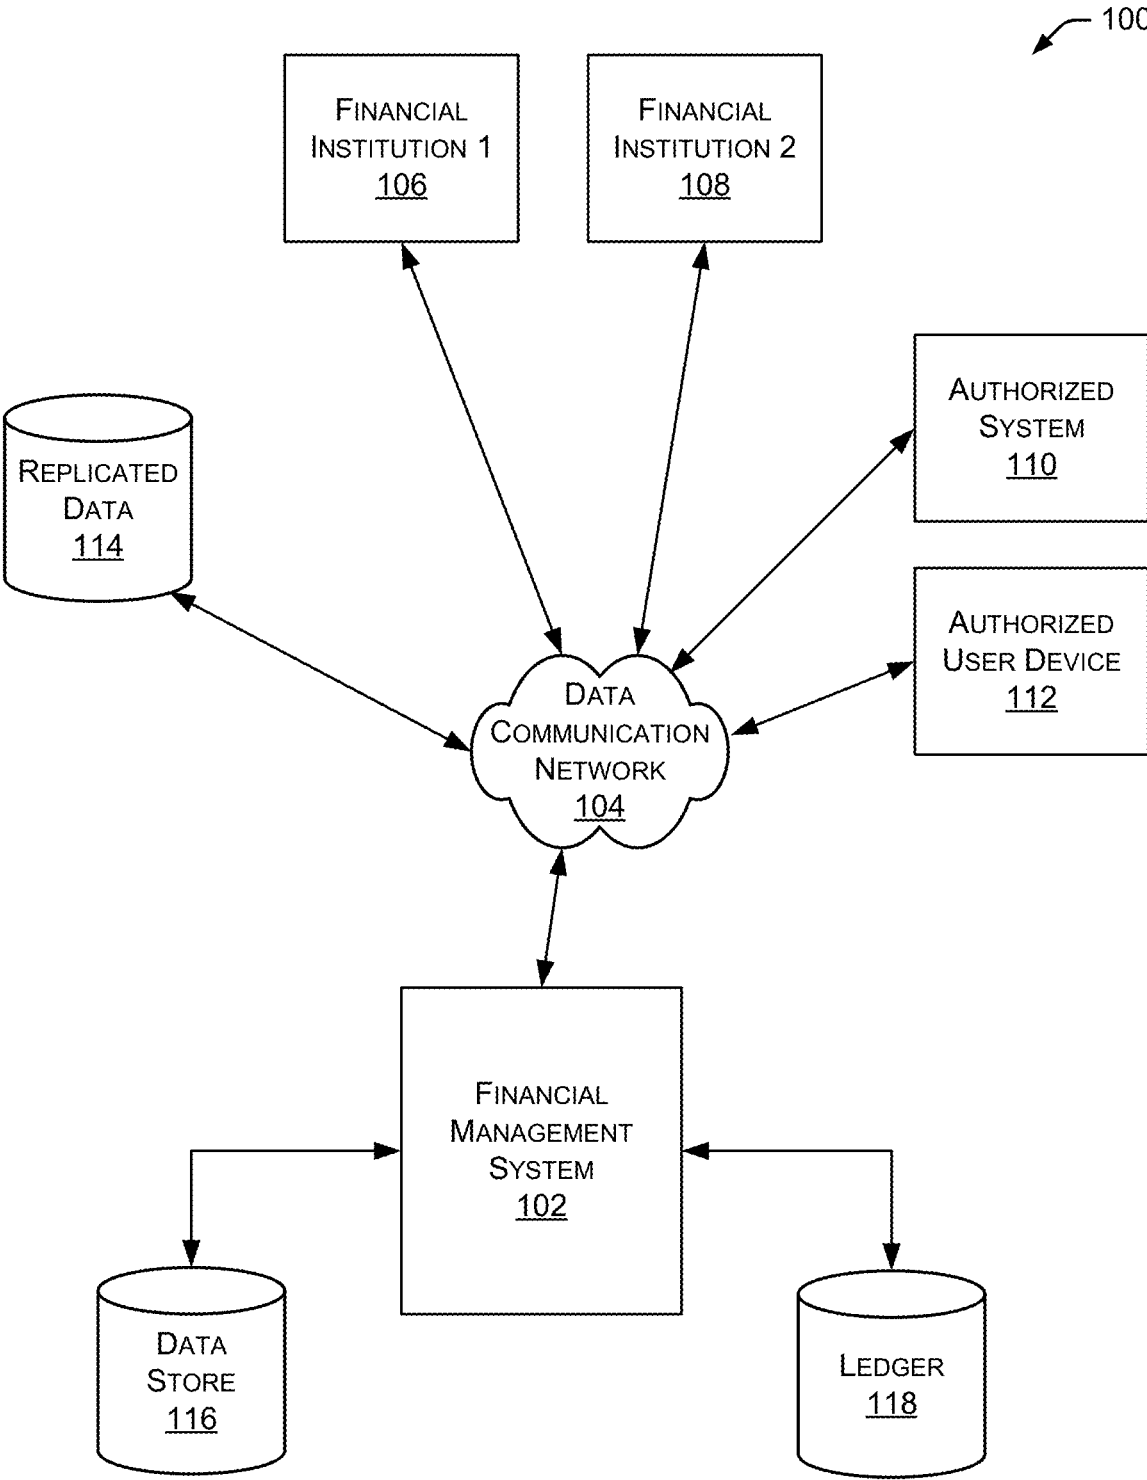 100
FINANCIAL
INSTITUTION 1
106
FINANCIAL
INSTITUTION 2
108
AUTHORIZED
SYSTEM
110
REPLICATED
DATA
114
AUTHORIZED
USER DEVICE
112
DATA
COMMUNICATION
NETWORK
104
FINANCIAL
MANAGEMENT
SYSTEM
102
DATA
STORE
116
LEDGER
118